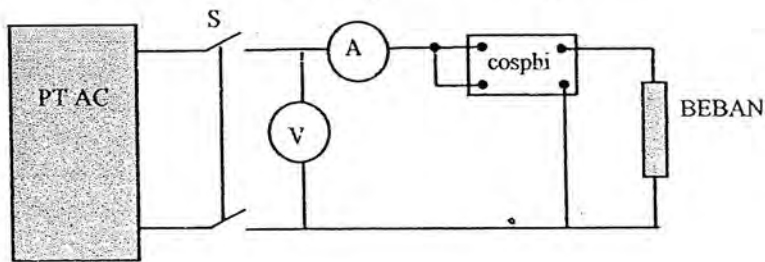 S
A
cosphi
PT AC
V
BEBAN